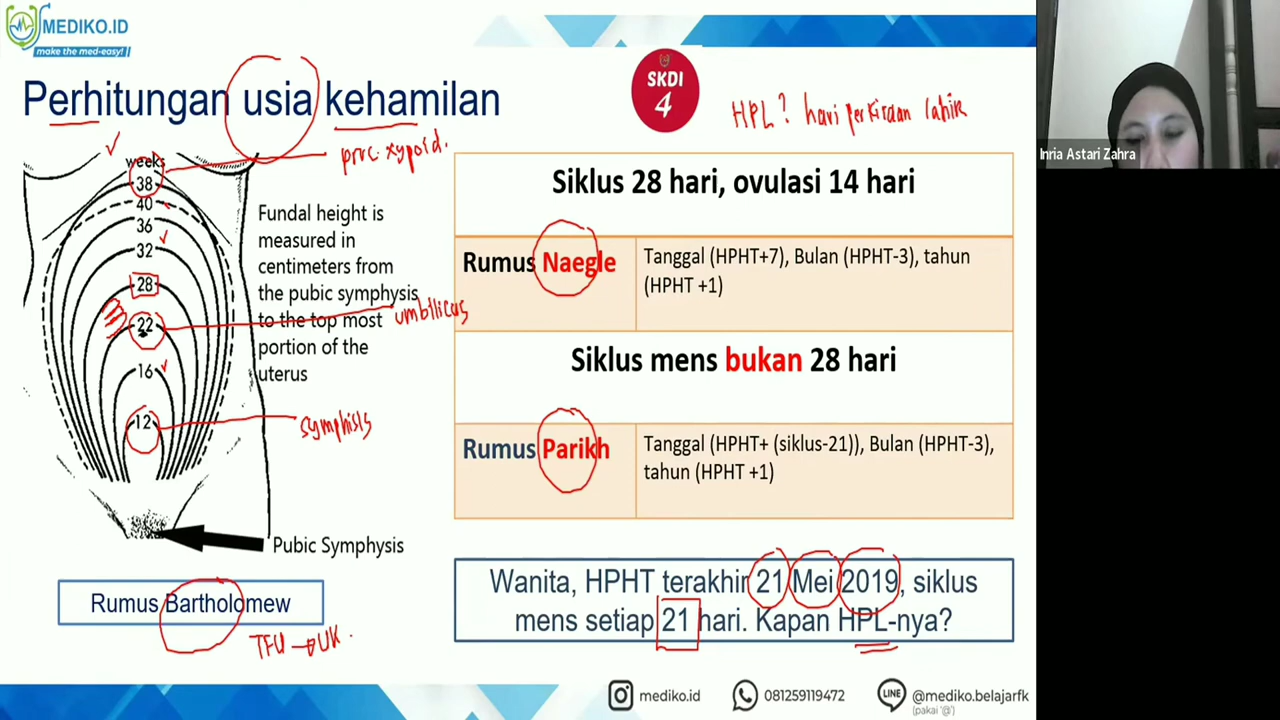 MEDIKO.ID
make the med-easy!
Perhitungan usia kehamilan
SKDI
4
HPL? hari perkiraan lahir
Inria Astari Zahra
weeks
proc. xypoid.
38
40
36
32
28
22
16
12
Fundal height is
measured in
centimeters from
the pubic symphysis
to the top most
portion of the
uterus
umbilicus
symphisis
Pubic Symphysis
Rumus Bartholomew
TFU → UK.
Siklus 28 hari, ovulasi 14 hari
Rumus Naegle
Tanggal (HPHT+7), Bulan (HPHT-3), tahun
(HPHT +1)
Siklus mens bukan 28 hari
Rumus Parikh
Tanggal (HPHT+ (siklus-21)), Bulan (HPHT-3),
tahun (HPHT +1)
Wanita, HPHT terakhir 21 Mei 2019, siklus
mens setiap 21 hari. Kapan HPL-nya?
mediko.id
081259119472
LINE
@mediko.belajarfk
(pakai '@')